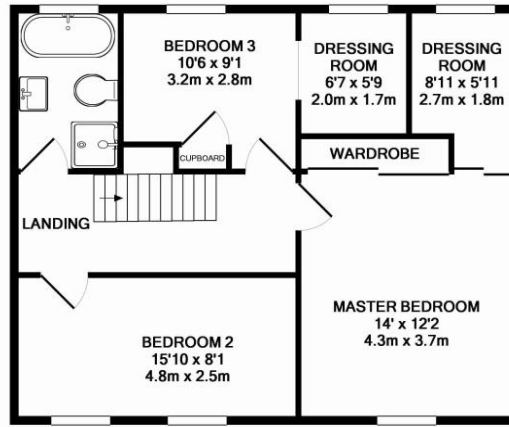 BEDROOM 3
10'6 x 9'1
3.2m x 2.8m
DRESSING
ROOM
6'7 x 5'9
2.0m x 1.7m
DRESSING
ROOM
8'11 x 5'11
2.7m x 1.8m
CUPBOARD
WARDROBE
LANDING
MASTER BEDROOM
14' x 12'2
4.3m x 3.7m
BEDROOM 2
15'10 x 8'1
4.8m x 2.5m